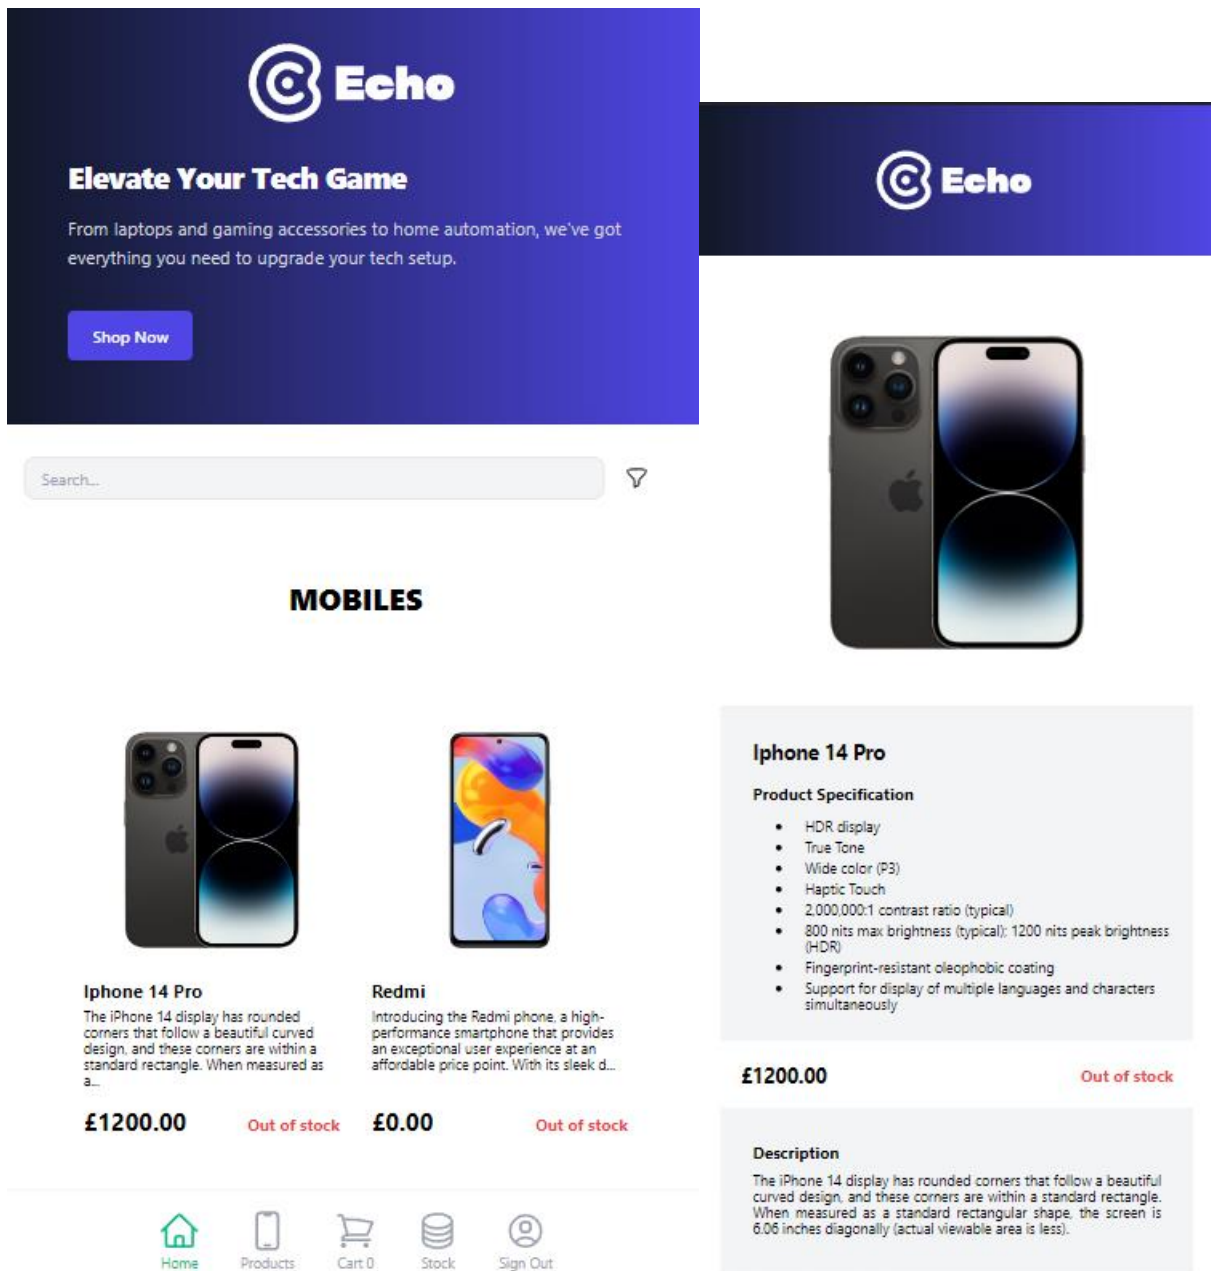 Echo
Elevate Your Tech Game
From laptops and gaming accessories to home automation, we've got
everything you need to upgrade your tech setup.
Shop Now
Search...
MOBILES
Iphone 14 Pro
The iPhone 14 display has rounded
corners that follow a beautiful curved
design, and these corners are within a
standard rectangle. When measured as
a...
£1200.00
Out of stock
Redmi
Introducing the Redmi phone, a high-
performance smartphone that provides
an exceptional user experience at an
affordable price point. With its sleek d...
£0.00
Out of stock
Home
Products
Cart 0
Stock
Sign Out
Echo
Iphone 14 Pro
Product Specification
• HDR display
• True Tone
• Wide color (P3)
• Haptic Touch
• 2,000,000:1 contrast ratio (typical)
• 800 nits max brightness (typical); 1200 nits peak brightness
(HDR)
• Fingerprint-resistant oleophobic coating
• Support for display of multiple languages and characters
simultaneously
£1200.00
Out of stock
Description
The iPhone 14 display has rounded corners that follow a beautiful
curved design, and these corners are within a standard rectangle.
When measured as a standard rectangular shape, the screen is
6.06 inches diagonally (actual viewable area is less).